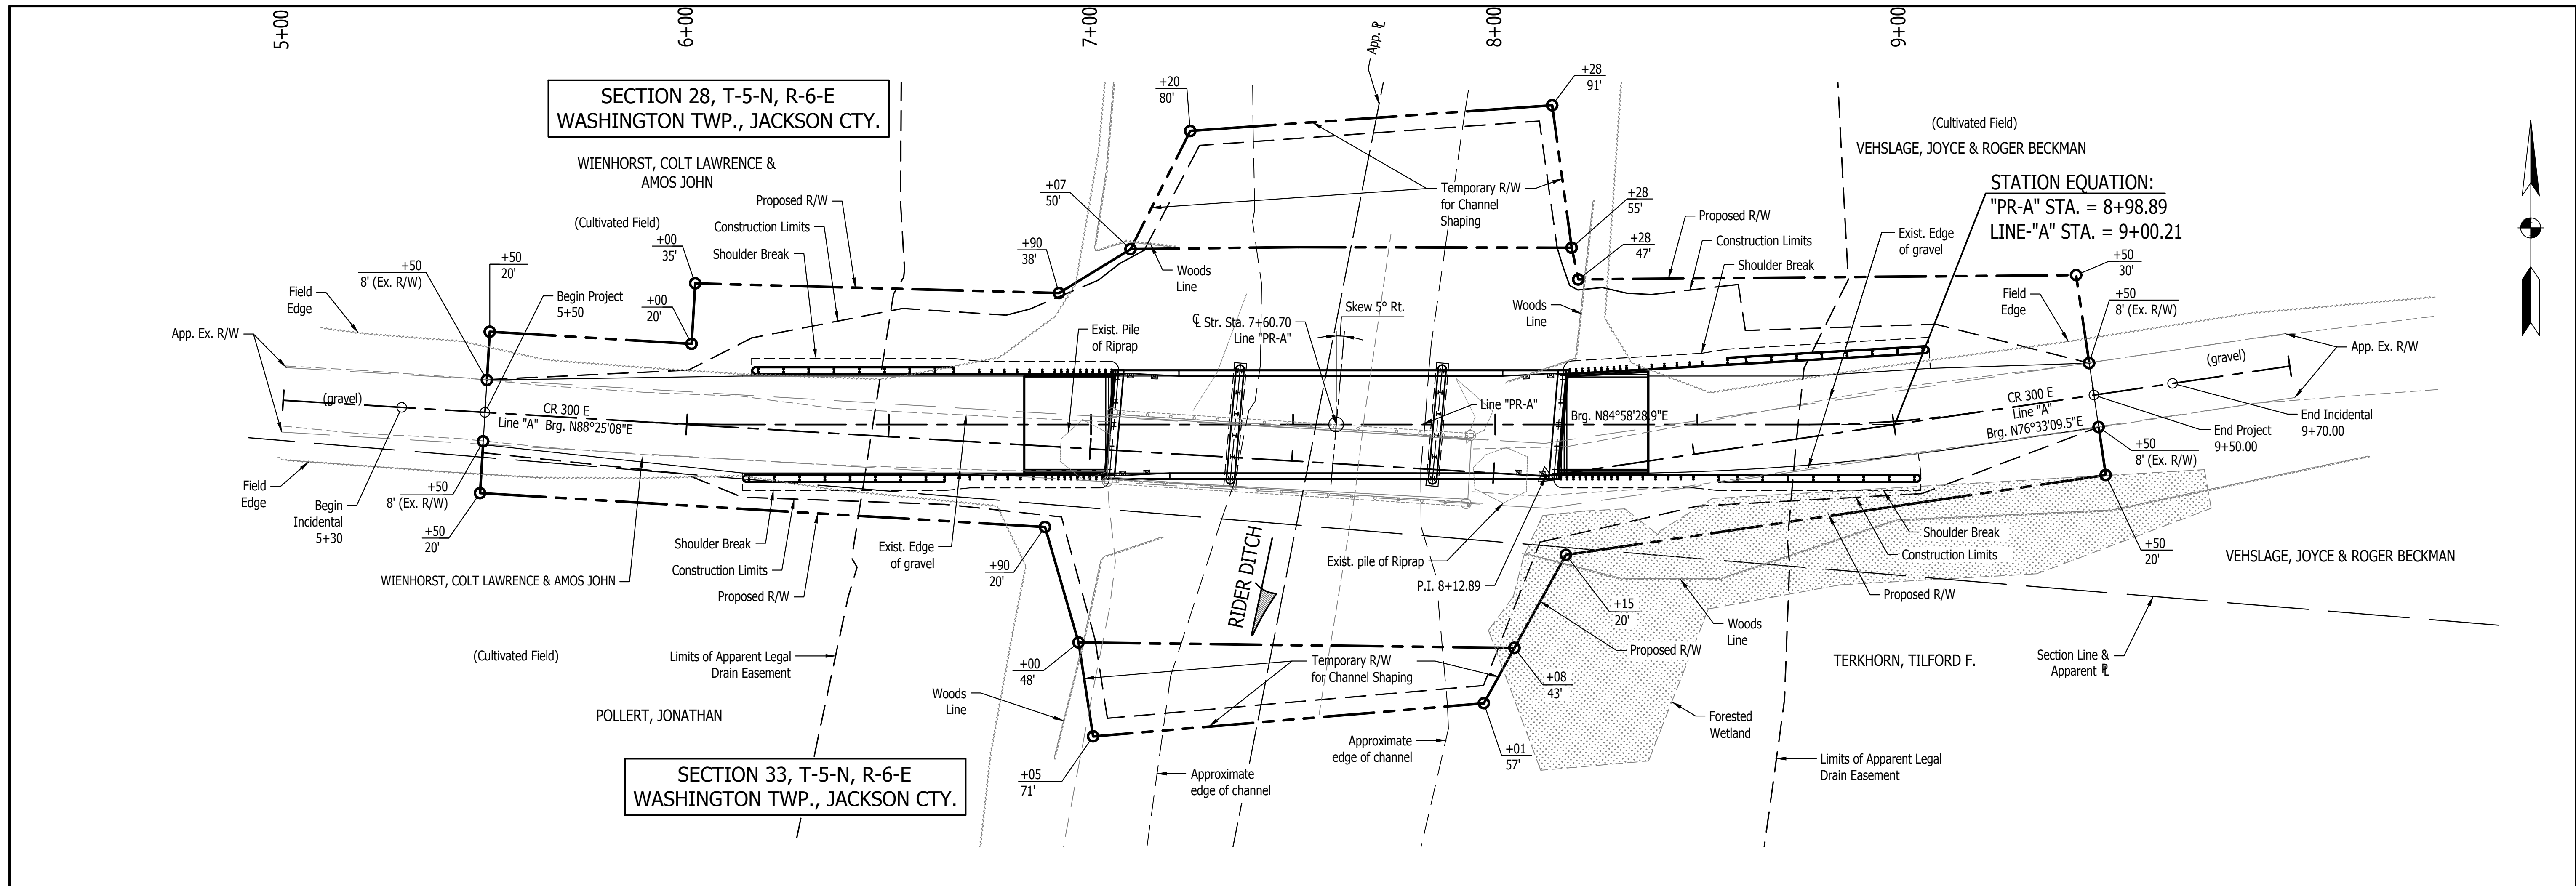 5+00
6+00
7+00
8+00
9+00
App. ⅊
SECTION 28, T-5-N, R-6-E
WASHINGTON TWP., JACKSON CTY.
WIENHORST, COLT LAWRENCE &
AMOS JOHN
(Cultivated Field)
Proposed R/W
Construction Limits
Shoulder Break
+00
35'
+00
20'
+50
20'
+50
8' (Ex. R/W)
Begin Project
5+50
Field
Edge
App. Ex. R/W
+90
38'
+07
50'
+20
80'
+28
91'
+28
55'
+28
47'
Temporary R/W
for Channel
Shaping
Woods
Line
Exist. Pile
of Riprap
℄ Str. Sta. 7+60.70
Line "PR-A"
Skew 5° Rt.
Woods
Line
Proposed R/W
Construction Limits
Shoulder Break
(Cultivated Field)
VEHSLAGE, JOYCE & ROGER BECKMAN
STATION EQUATION:
"PR-A" STA. = 8+98.89
LINE-"A" STA. = 9+00.21
Exist. Edge
of gravel
Field
Edge
+50
30'
+50
8' (Ex. R/W)
(gravel)
App. Ex. R/W
(gravel)
CR 300 E
Line "A" Brg. N88°25'08"E
Line "PR-A"
Brg. N84°58'28.9"E
CR 300 E
Line "A"
Brg. N76°33'09.5"E
End Incidental
9+70.00
End Project
9+50.00
+50
8' (Ex. R/W)
+50
20'
Field
Edge
Begin
Incidental
5+30
+50
8' (Ex. R/W)
+50
20'
WIENHORST, COLT LAWRENCE & AMOS JOHN
Shoulder Break
Construction Limits
Proposed R/W
Exist. Edge
of gravel
+90
20'
RIDER DITCH
Exist. pile of Riprap
P.I. 8+12.89
+15
20'
Shoulder Break
Construction Limits
Proposed R/W
Woods
Line
VEHSLAGE, JOYCE & ROGER BECKMAN
(Cultivated Field)
Limits of Apparent Legal
Drain Easement
+00
48'
Temporary R/W
for Channel Shaping
Proposed R/W
+08
43'
TERKHORN, TILFORD F.
Section Line &
Apparent ⅊
POLLERT, JONATHAN
Woods
Line
Forested
Wetland
+01
57'
+05
71'
Approximate
edge of channel
Approximate
edge of channel
Limits of Apparent Legal
Drain Easement
SECTION 33, T-5-N, R-6-E
WASHINGTON TWP., JACKSON CTY.